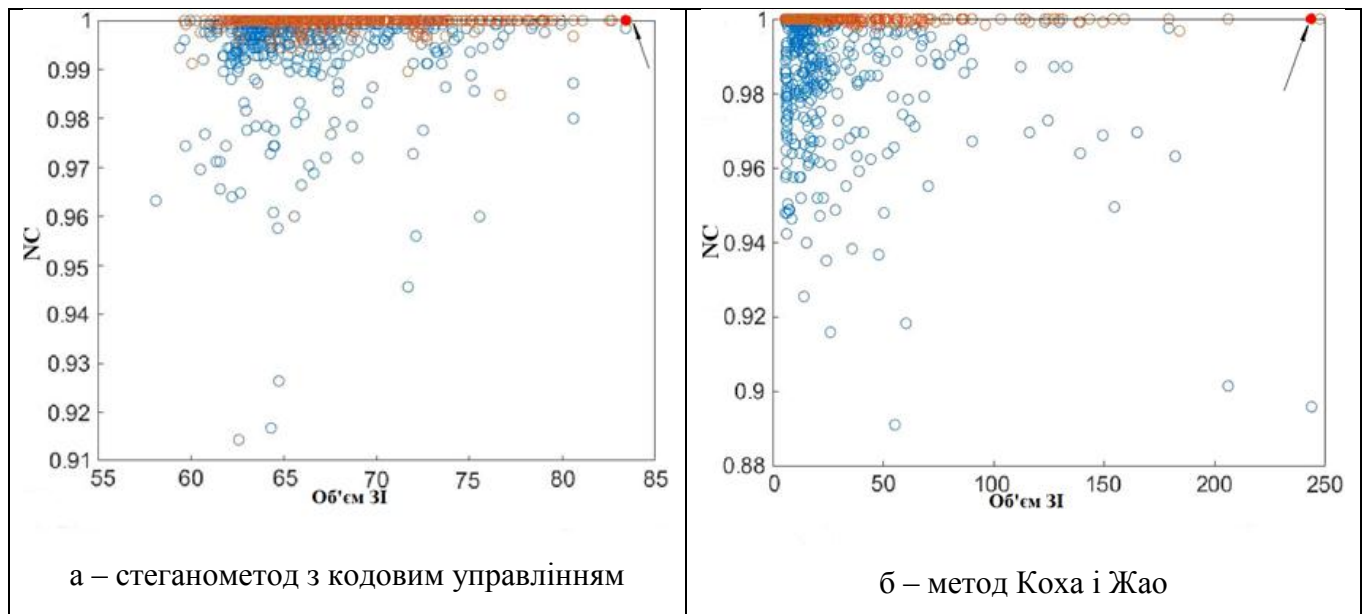 1
0.99
0.98
0.97
0.96
0.95
0.94
0.93
0.92
0.91
NC
55 60 65 70 75 80 85
Об'єм ЗІ
а – стеганометод з кодовим управлінням
1
0.98
0.96
0.94
0.92
0.9
0.88
NC
0 50 100 150 200 250
Об'єм ЗІ
б – метод Коха і Жао